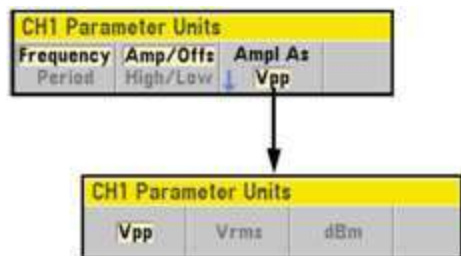 CH1 Parameter Units
Frequency Amp/Offs Ampl As
Period High/Low Vpp
CH1 Parameter Units
Vpp Vrms dBm